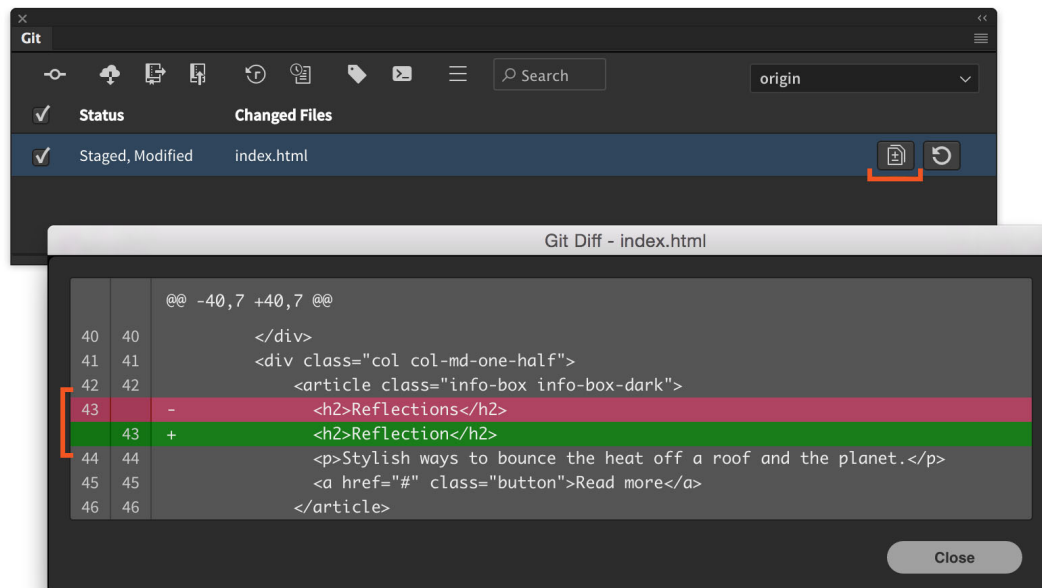 Git
Search
origin
Status Changed Files
Staged, Modified index.html
Git Diff - index.html
@@ -40,7 +40,7 @@
40 40 </div>
41 41 <div class="col col-md-one-half">
42 42 <article class="info-box info-box-dark">
43 - <h2>Reflections</h2>
43 + <h2>Reflection</h2>
44 44 <p>Stylish ways to bounce the heat off a roof and the planet.</p>
45 45 <a href="#" class="button">Read more</a>
46 46 </article>
Close